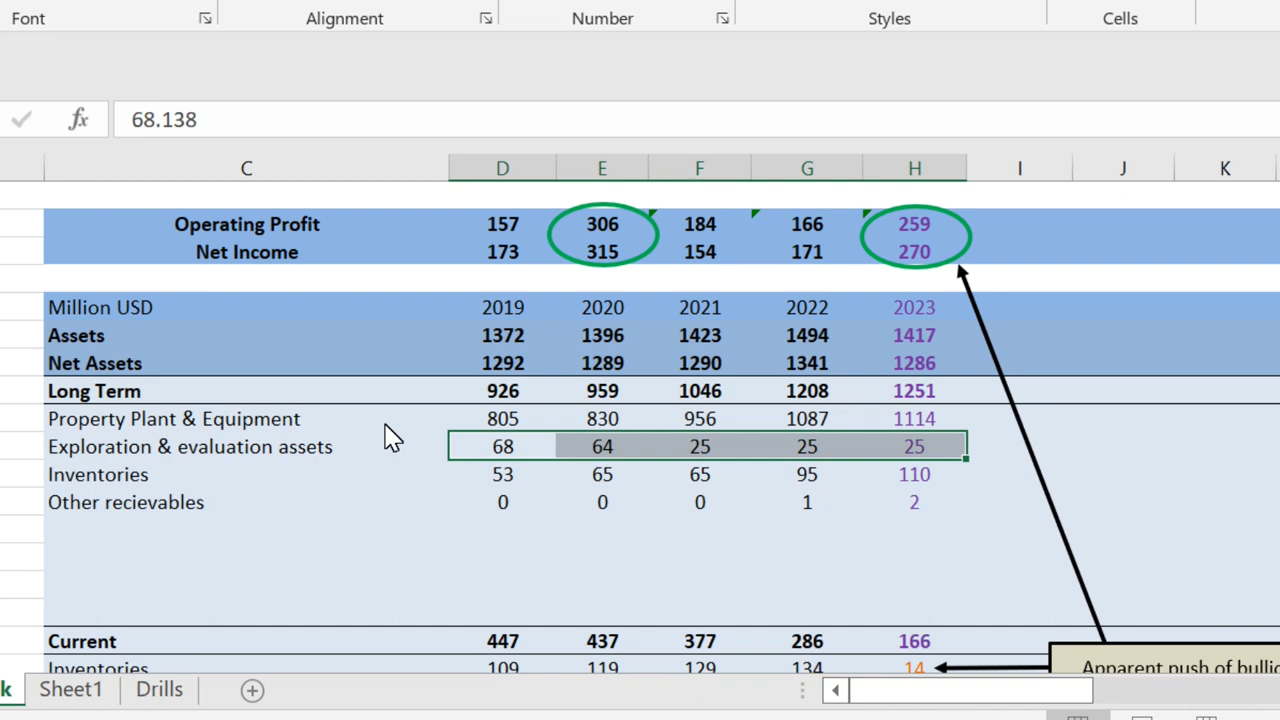 Font Alignment Number Styles Cells
fx 68.138
C D E F G H I J K
Operating Profit 157 306 184 166 259
Net Income 173 315 154 171 270
Million USD 2019 2020 2021 2022 2023
Assets 1372 1396 1423 1494 1417
Net Assets 1292 1289 1290 1341 1286
Long Term 926 959 1046 1208 1251
Property Plant & Equipment 805 830 956 1087 1114
Exploration & evaluation assets 68 64 25 25 25
Inventories 53 65 65 95 110
Other recievables 0 0 0 1 2
Current 447 437 377 286 166
Inventories 109 119 129 134 14
Apparent push of
k Sheet1 Drills